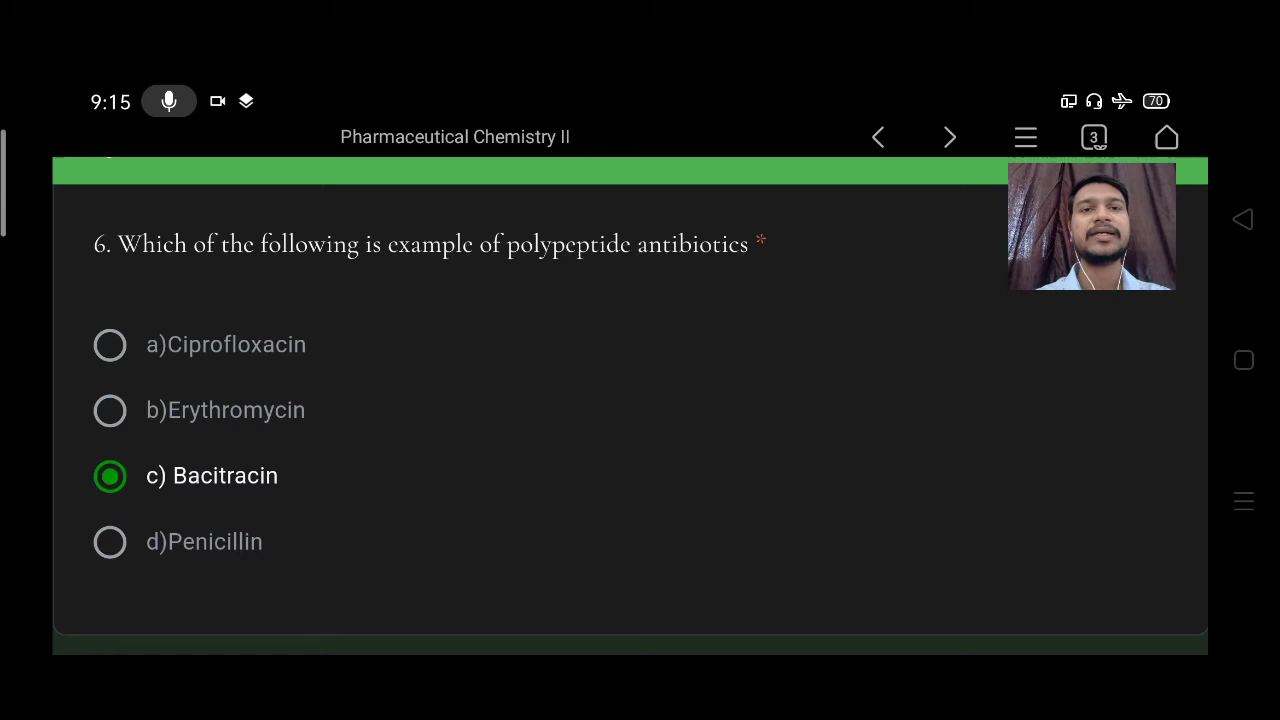 9:15
70
Pharmaceutical Chemistry II
3
6. Which of the following is example of polypeptide antibiotics *
a)Ciprofloxacin
b)Erythromycin
c) Bacitracin
d)Penicillin